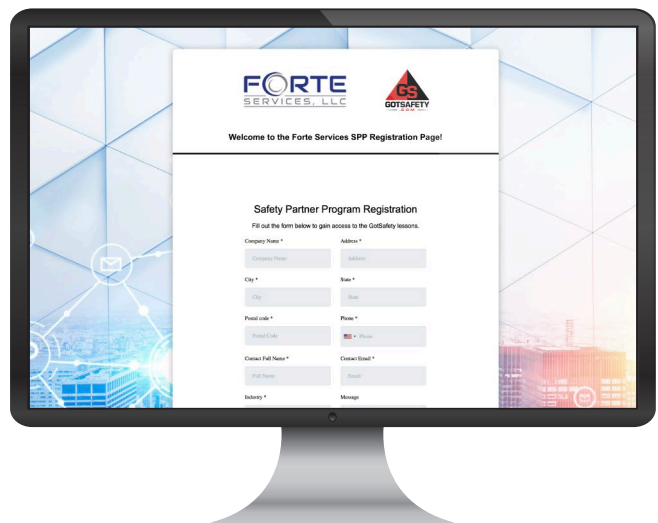 FORTE
SERVICES, LLC
GS
GOTSAFETY
.COM
Welcome to the Forte Services SPP Registration Page!
Safety Partner Program Registration
Fill out the form below to gain access to the GotSafety lessons.
Company Name * Address *
Company Name Address
City * State *
City State
Postal code * Phone *
Postal Code Phone
Contact Full Name * Contact Email *
Full Name Email
Industry * Message